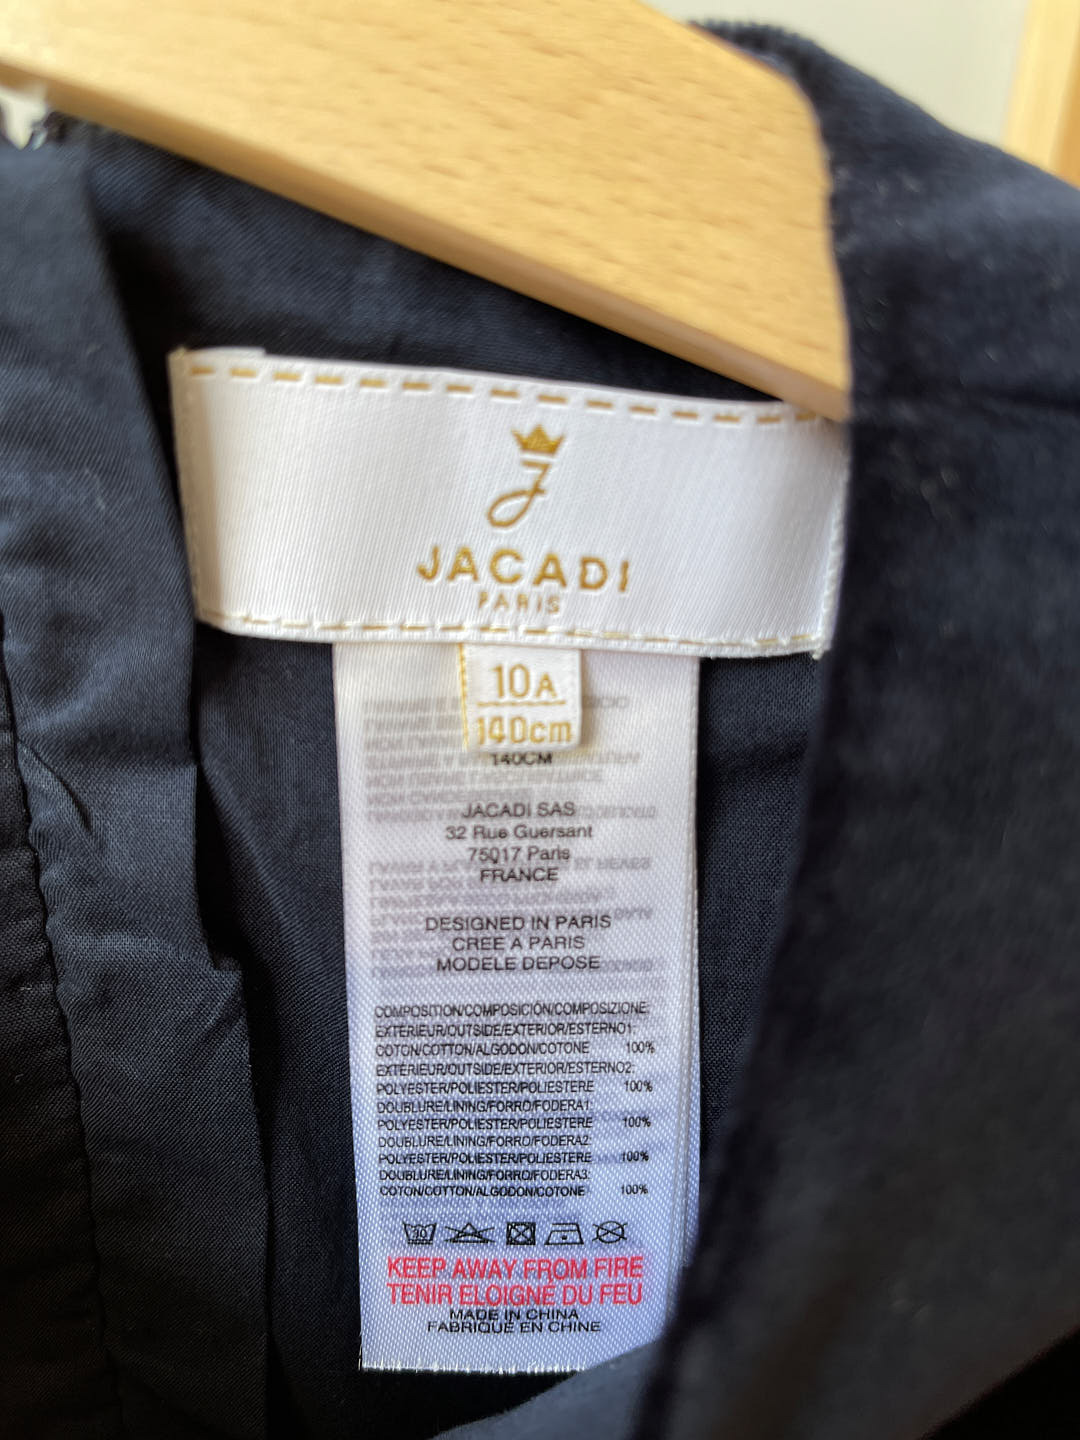 JACADI
PARIS
10A
140cm
140CM
JACADI SAS
32 Rue Guersant
75017 Paris
FRANCE
DESIGNED IN PARIS
CREE A PARIS
MODELE DEPOSE
COMPOSITION/COMPOSICIÓN/COMPOSIZIONE:
EXTERIEUR/OUTSIDE/EXTERIOR/ESTERNO1:
COTON/COTTON/ALGODON/COTONE 100%
EXTERIEUR/OUTSIDE/EXTERIOR/ESTERNO2:
POLYESTER/POLIESTER/POLIESTERE 100%
DOUBLURE/LINING/FORRO/FODERA1:
POLYESTER/POLIESTER/POLIESTERE 100%
DOUBLURE/LINING/FORRO/FODERA2:
POLYESTER/POLIESTER/POLIESTERE 100%
DOUBLURE/LINING/FORRO/FODERA3:
COTON/COTTON/ALGODON/COTONE 100%
30
KEEP AWAY FROM FIRE
TENIR ELOIGNE DU FEU
MADE IN CHINA
FABRIQUE EN CHINE